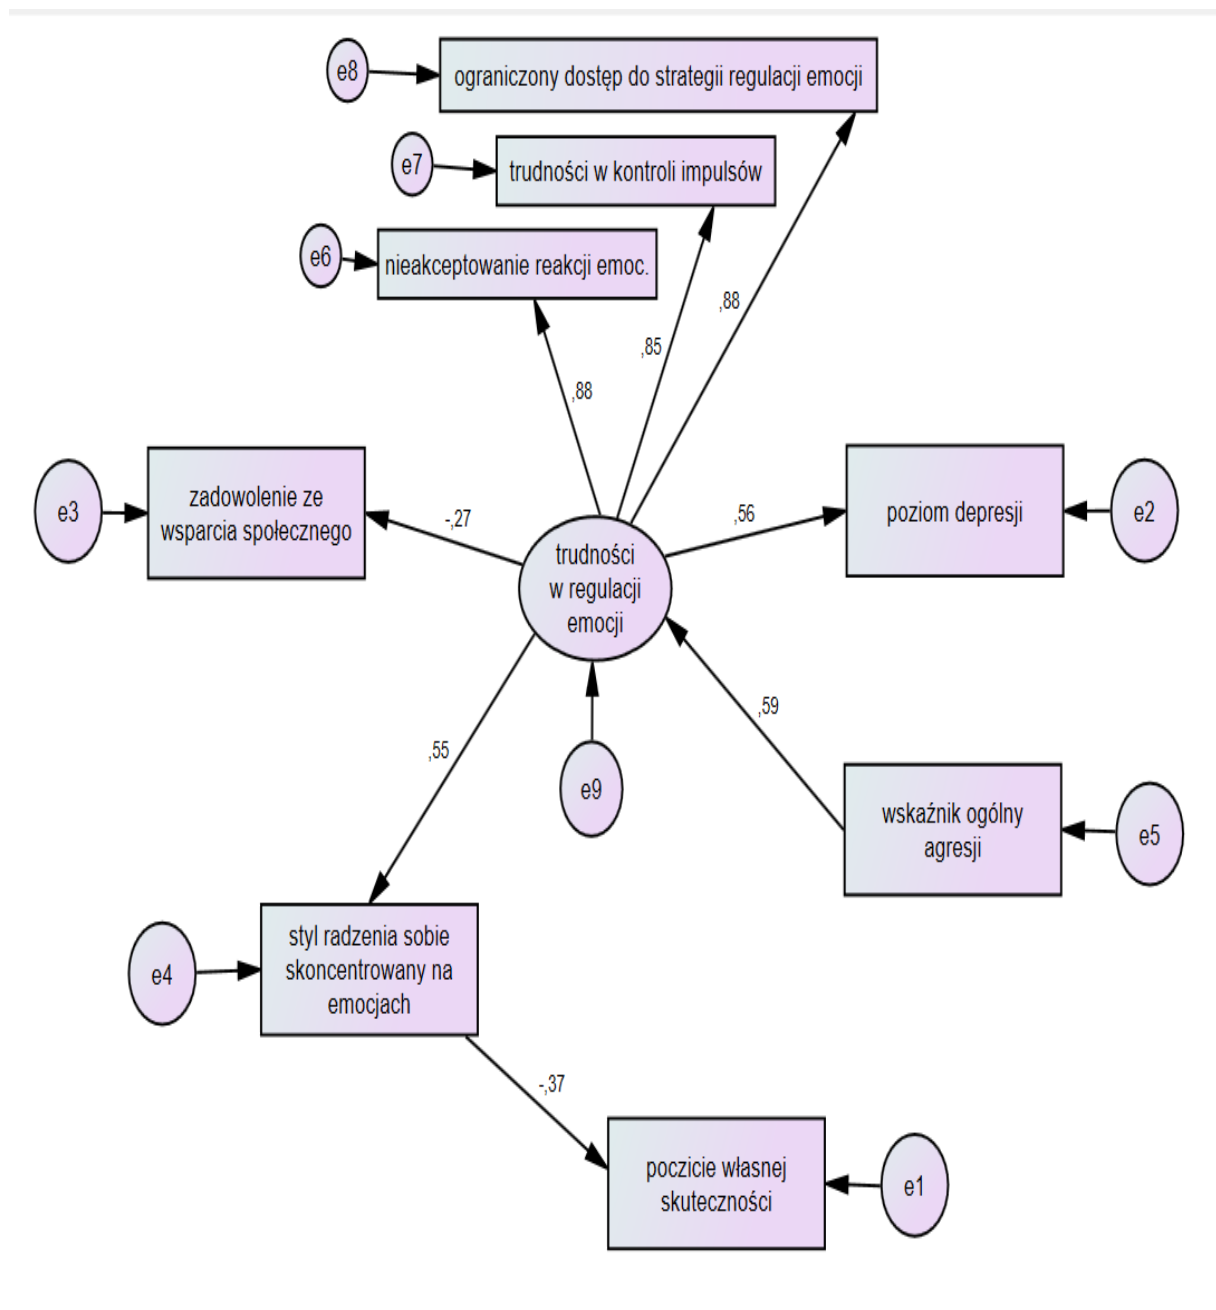 e8
ograniczony dostęp do strategii regulacji emocji
e7
trudności w kontroli impulsów
e6
nieakceptowanie reakcji emoc.
,88
,85
,88
e3
zadowolenie ze
wsparcia społecznego
-,27
trudności
w regulacji
emocji
,56
poziom depresji
e2
,59
,55
e9
wskaźnik ogólny
agresji
e5
e4
styl radzenia sobie
skoncentrowany na
emocjach
-,37
poczicie własnej
skuteczności
e1